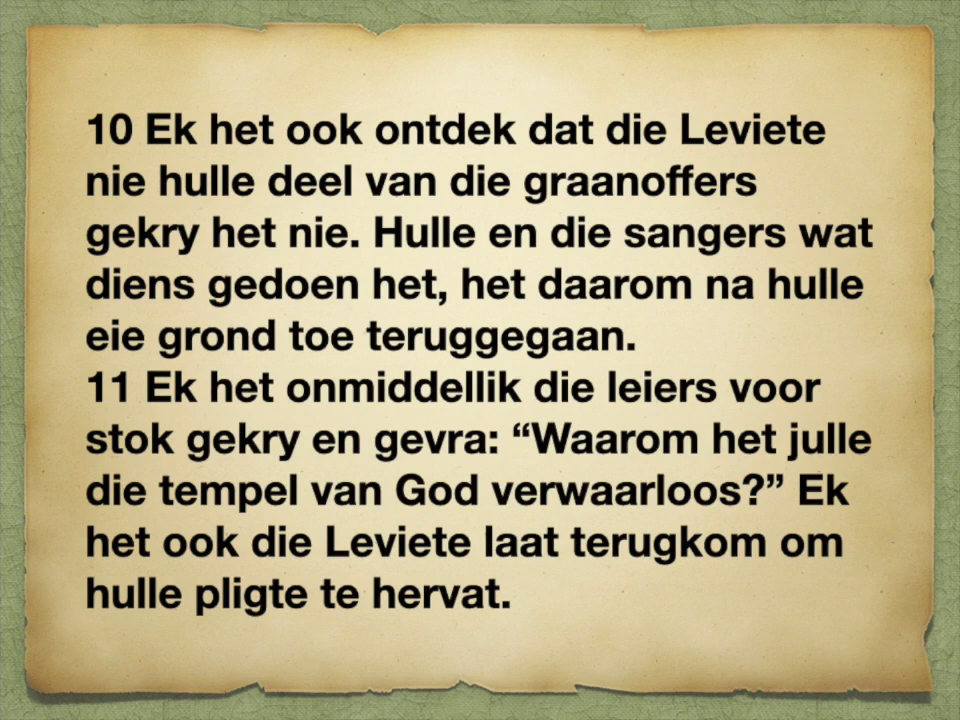 10 Ek het ook ontdek dat die Leviete
nie hulle deel van die graanoffers
gekry het nie. Hulle en die sangers wat
diens gedoen het, het daarom na hulle
eie grond toe teruggegaan.
11 Ek het onmiddellik die leiers voor
stok gekry en gevra: “Waarom het julle
die tempel van God verwaarloos?” Ek
het ook die Leviete laat terugkom om
hulle pligte te hervat.